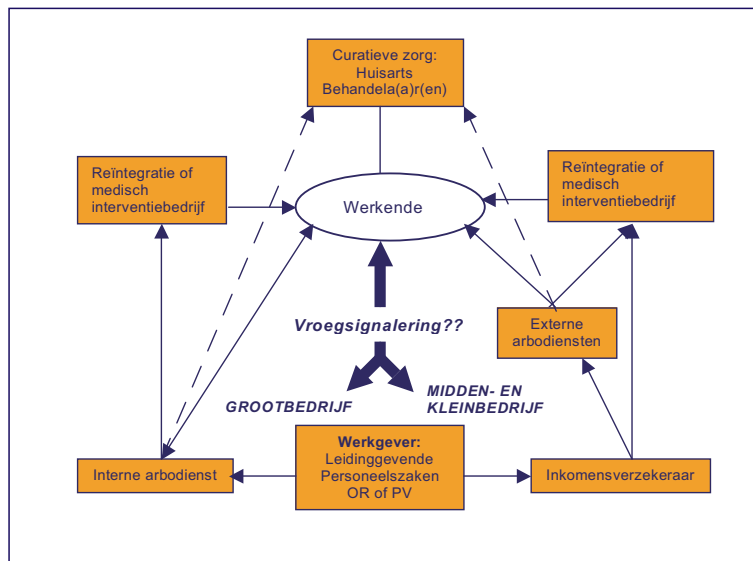 Curatieve zorg:
Huisarts
Behandela(a)r(en)
Reïntegratie of
medisch
interventiebedrijf
Werkende
Reïntegratie of
medisch
interventiebedrijf
Vroegsignalering??
Externe
arbodiensten
GROOTBEDRIJF
MIDDEN- EN
KLEINBEDRIJF
Interne arbodienst
Werkgever:
Leidinggevende
Personeelszaken
OR of PV
Inkomensverzekeraar